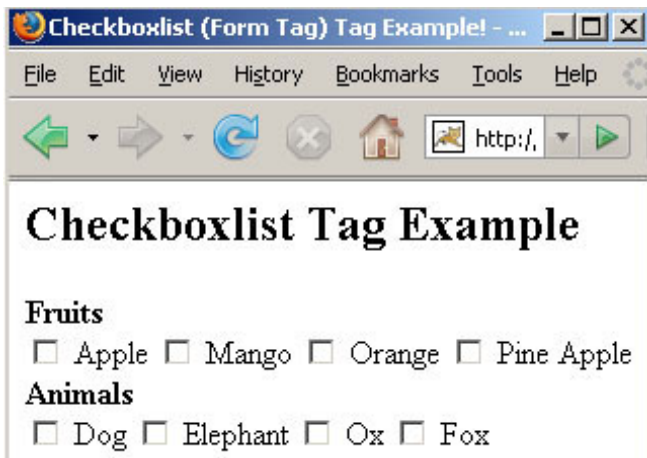 Checkboxlist (Form Tag) Tag Example! - ...
File Edit View History Bookmarks Tools Help
http:/,
Checkboxlist Tag Example
Fruits
Apple Mango Orange Pine Apple
Animals
Dog Elephant Ox Fox